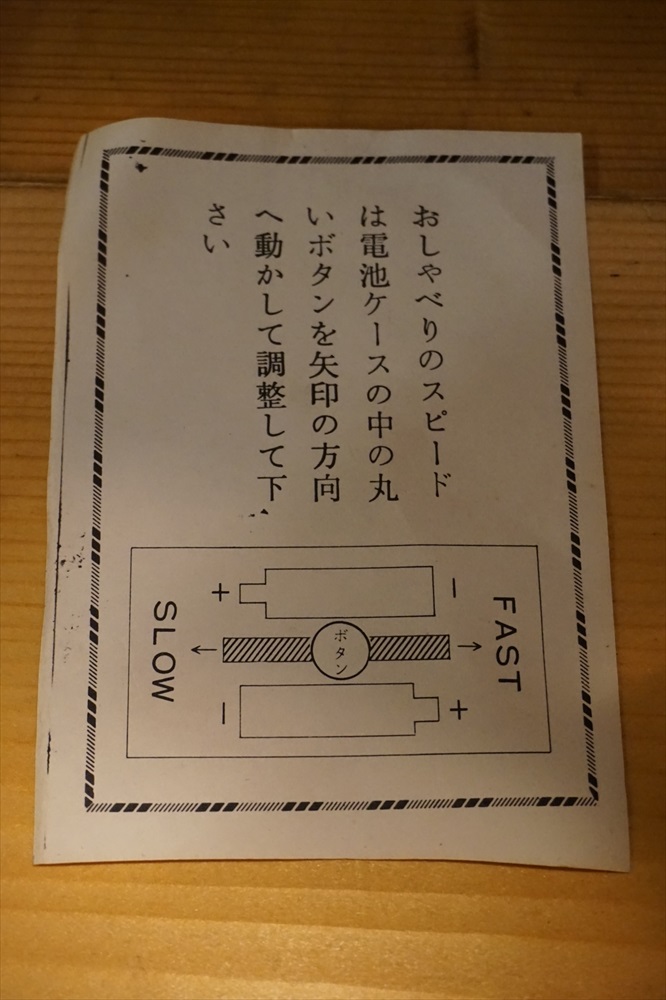 おしゃべりのスピード
は電池ケースの中の丸
いボタンを矢印の方向
へ動かして調整して下
さい
FAST
－
＋
ボタン
＋
－
SLOW